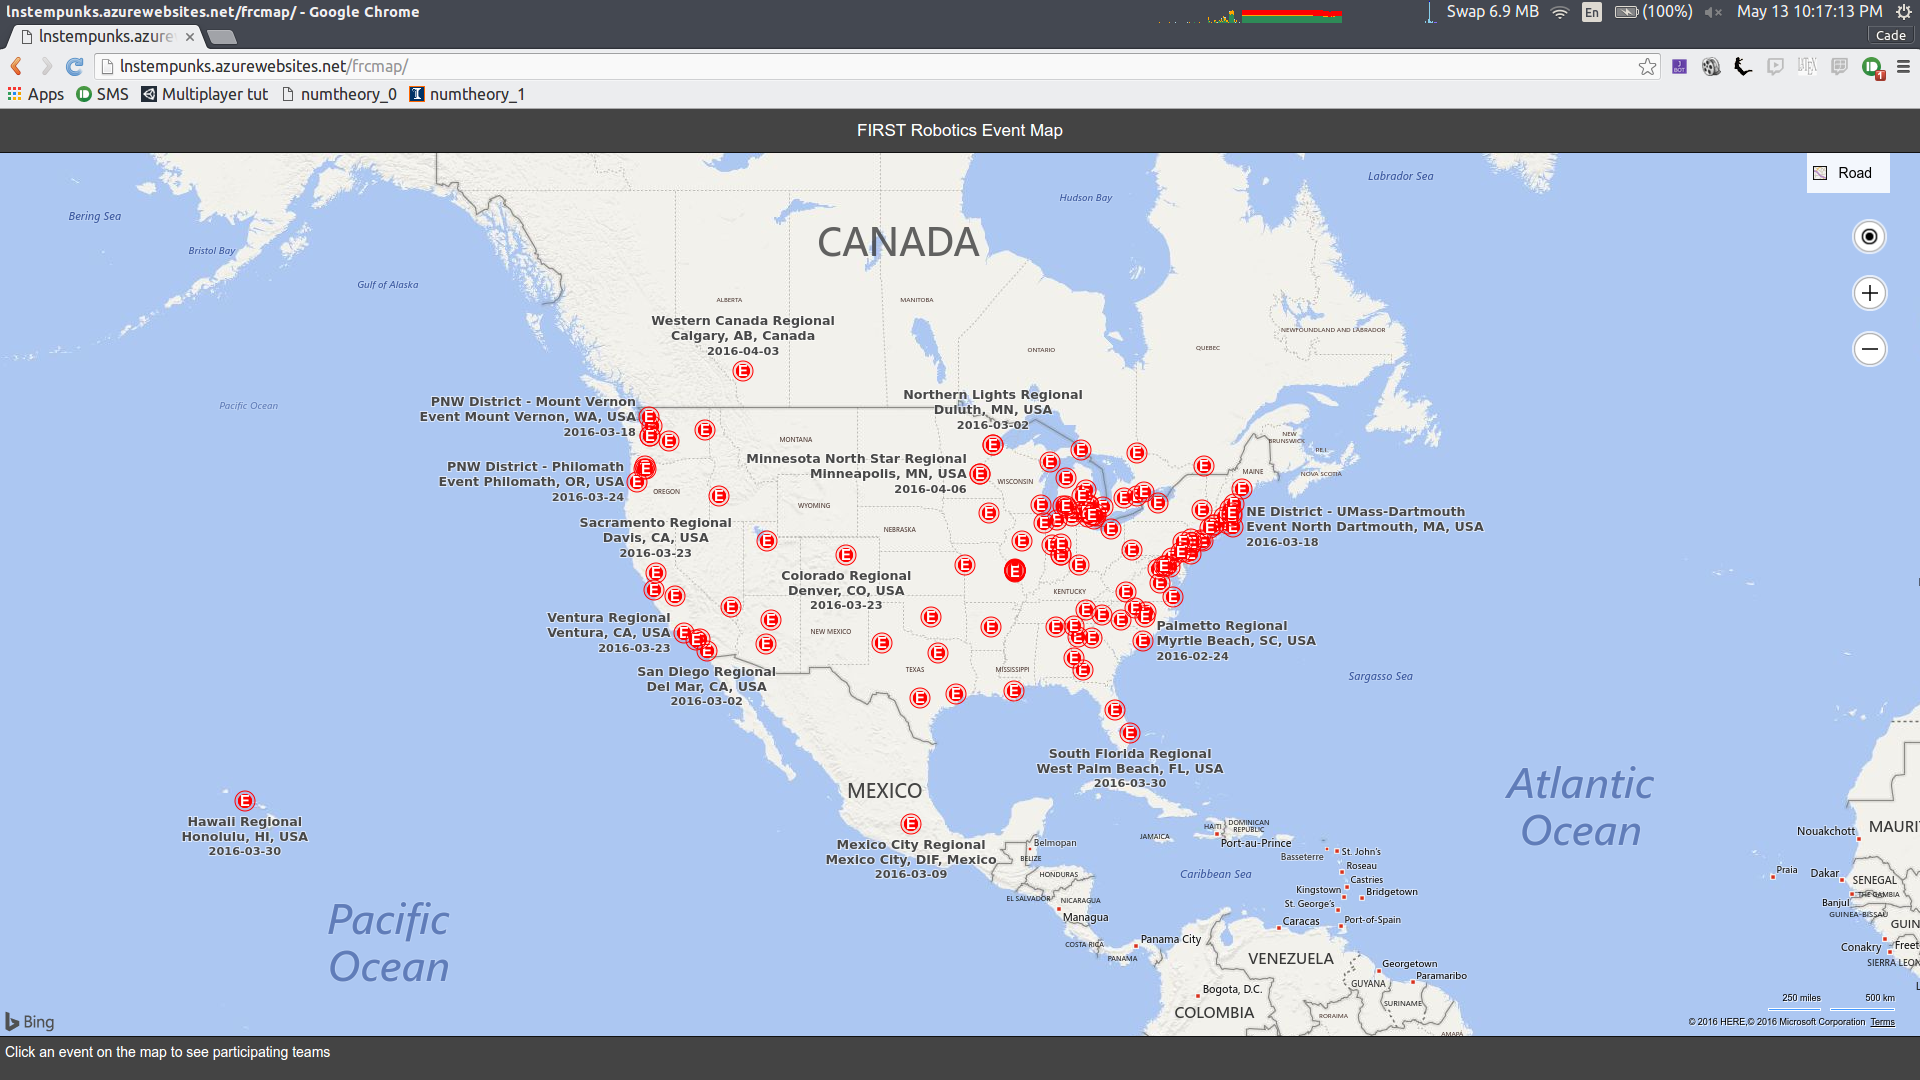 lnstempunks.azurewebsites.net/frcmap/ - Google Chrome
Swap 6.9 MB
En
(100%)
May 13 10:17:13 PM
lnstempunks.azure
Cade
lnstempunks.azurewebsites.net/frcmap/
Apps
SMS
Multiplayer tut
numtheory_0
numtheory_1
FIRST Robotics Event Map
Road
Labrador Sea
Hudson Bay
Bering Sea
Bristol Bay
Gulf of Alaska
CANADA
ALBERTA
MANITOBA
Western Canada Regional
Calgary, AB, Canada
2016-04-03
NEWFOUNDLAND AND LABRADOR
ONTARIO
QUEBEC
Pacific Ocean
PNW District - Mount Vernon
Event Mount Vernon, WA, USA
2016-03-18
Northern Lights Regional
Duluth, MN, USA
2016-03-02
MONTANA
NEW
BRUNSWICK
P.E.I.
NOVA SCOTIA
MAINE
PNW District - Philomath
Event Philomath, OR, USA
2016-03-24
Minnesota North Star Regional
Minneapolis, MN, USA
2016-04-06
WISCONSIN
OREGON
WYOMING
NEBRASKA
NE District - UMass-Dartmouth
Event North Dartmouth, MA, USA
2016-03-18
Sacramento Regional
Davis, CA, USA
2016-03-23
Colorado Regional
Denver, CO, USA
2016-03-23
KENTUCKY
Ventura Regional
Ventura, CA, USA
2016-03-23
NEW MEXICO
Palmetto Regional
Myrtle Beach, SC, USA
2016-02-24
San Diego Regional
Del Mar, CA, USA
2016-03-02
TEXAS
MISSISSIPPI
Sargasso Sea
South Florida Regional
West Palm Beach, FL, USA
2016-03-30
MEXICO
Atlantic
Ocean
Hawaii Regional
Honolulu, HI, USA
2016-03-30
Mexico City Regional
Mexico City, DIF, Mexico
2016-03-09
Belmopan
BELIZE
JAMAICA
HAITI
DOMINICAN
REPUBLIC
Port-au-Prince
Basseterre
St. John's
Roseau
Castries
Kingstown
Bridgetown
St. George's
Port-of-Spain
Caribbean Sea
HONDURAS
EL SALVADOR
NICARAGUA
Managua
COSTA RICA
PANAMA
Panama City
Caracas
VENEZUELA
Georgetown
Paramaribo
GUYANA
SURINAME
Bogota, D.C.
COLOMBIA
RORAIMA
AMAPA
Nouakchott
MAURIT
Praia
Dakar
SENEGAL
THE GAMBIA
Banjul
GUINEA-BISSAU
GUIN
Conakry
Freet
SIERRA LEON
Pacific
Ocean
250 miles
500 km
Bing
© 2016 HERE,© 2016 Microsoft Corporation Terms
Click an event on the map to see participating teams